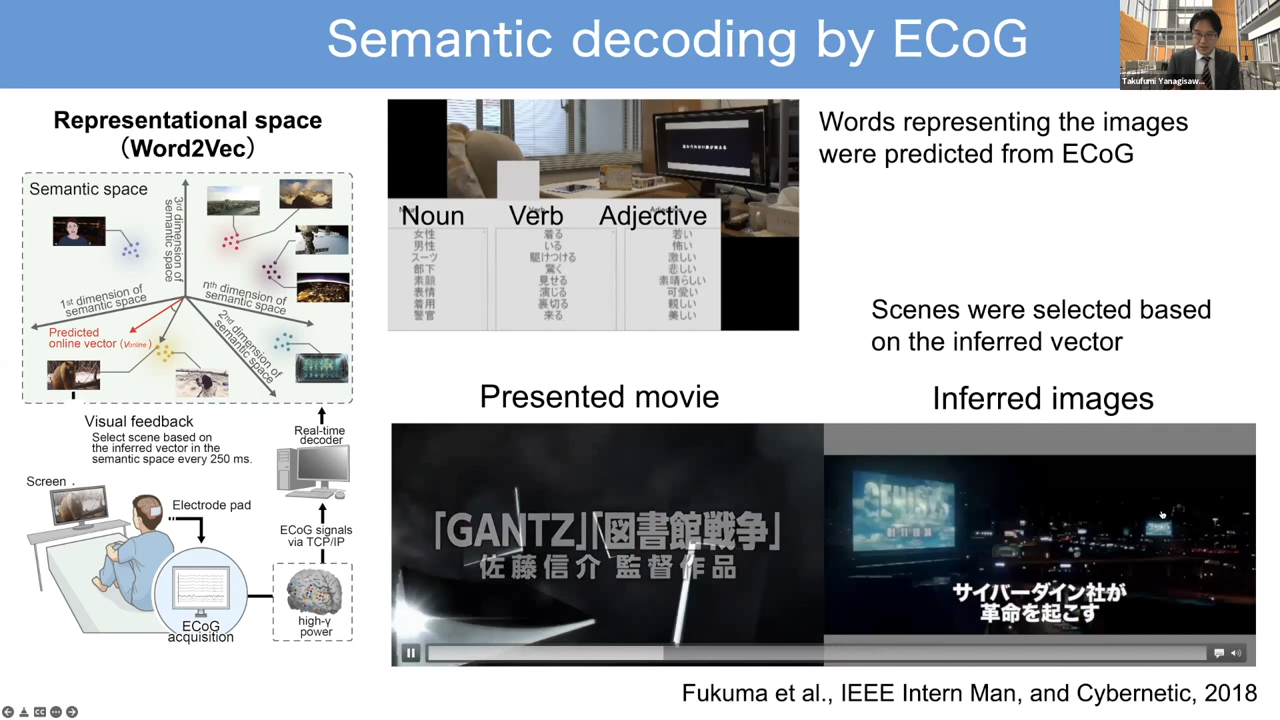 Semantic decoding by ECoG
Takufumi Yanagisaw...
Representational space
（Word2Vec）
Semantic space
3rd dimension of
semantic space
1st dimension of
semantic space
nth dimension of
semantic space
2nd dimension of
semantic space
Predicted
online vector (vonline)
Visual feedback
Select scene based on
the inferred vector in the
semantic space every 250 ms.
Real-time
decoder
Screen
Electrode pad
ECoG signals
via TCP/IP
ECoG
acquisition
high-γ
power
Noun Verb Adjective
女性 着る 若い
男性 いる 怖い
スーツ 駆けつける 激しい
部下 驚く 悲しい
素顔 見せる 素晴らしい
表情 演じる 可愛い
着用 裏切る 親しい
警官 来る 美しい
Words representing the images
were predicted from ECoG
Scenes were selected based
on the inferred vector
Presented movie
Inferred images
「GANTZ」「図書館戦争」
佐藤信介 監督作品
GENISYS
サイバーダイン社が
革命を起こす
Fukuma et al., IEEE Intern Man, and Cybernetic, 2018